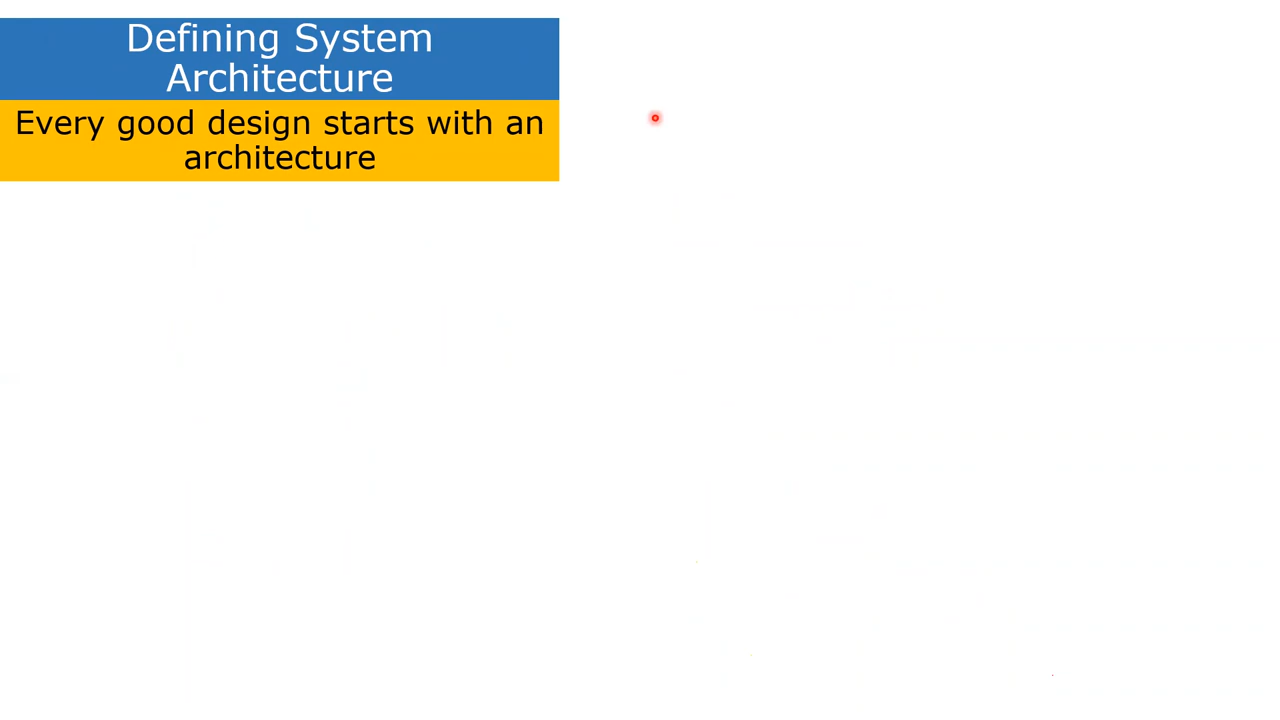 Defining System
Architecture
Every good design starts with an
architecture